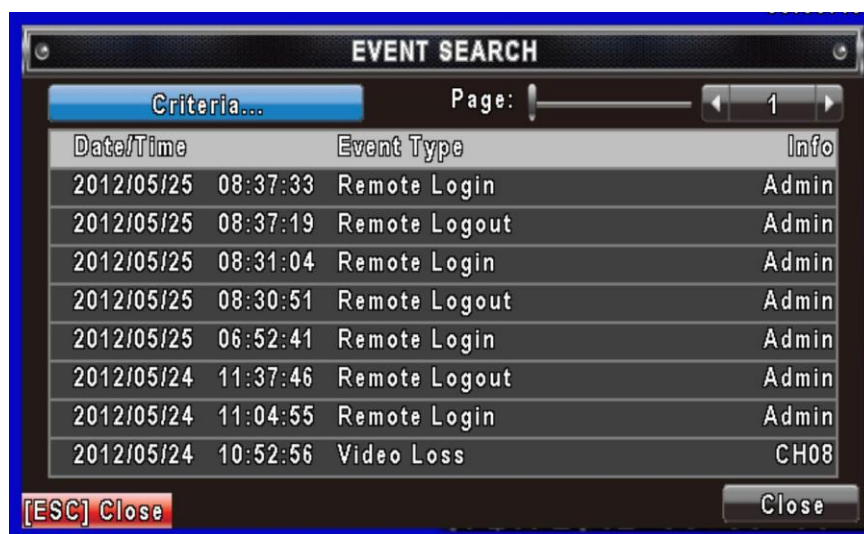 EVENT SEARCH
Criteria... Page: 1
Date/Time Event Type Info
2012/05/25 08:37:33 Remote Login Admin
2012/05/25 08:37:19 Remote Logout Admin
2012/05/25 08:31:04 Remote Login Admin
2012/05/25 08:30:51 Remote Logout Admin
2012/05/25 06:52:41 Remote Login Admin
2012/05/24 11:37:46 Remote Logout Admin
2012/05/24 11:04:55 Remote Login Admin
2012/05/24 10:52:56 Video Loss CH08
[ESC] Close Close